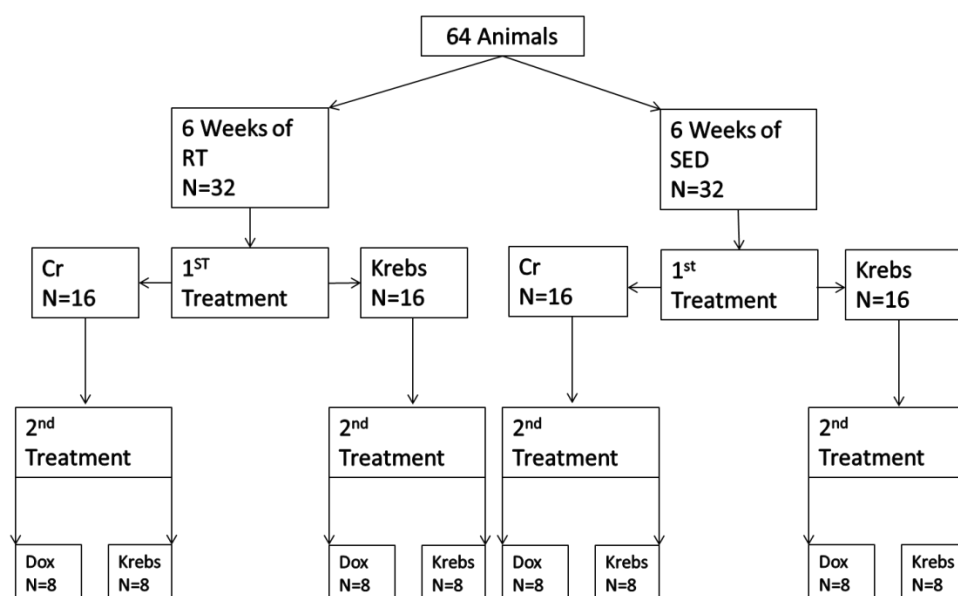 64 Animals
6 Weeks of
RT
N=32
6 Weeks of
SED
N=32
Cr
N=16
1ST
Treatment
Krebs
N=16
Cr
N=16
1st
Treatment
Krebs
N=16
2nd
Treatment
2nd
Treatment
2nd
Treatment
2nd
Treatment
Dox
N=8
Krebs
N=8
Dox
N=8
Krebs
N=8
Dox
N=8
Krebs
N=8
Dox
N=8
Krebs
N=8